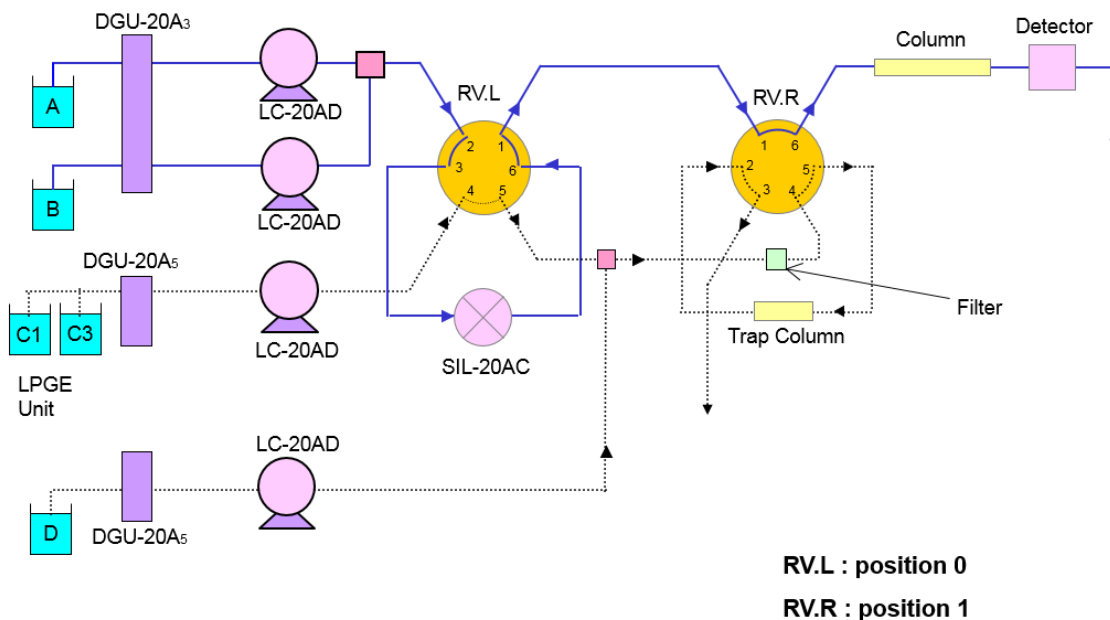 DGU-20A3
A
B
LC-20AD
LC-20AD
RV.L
2 1
3 6
4 5
RV.R
1 6
2 5
3 4
Column
Detector
DGU-20A5
C1
C3
LPGE
Unit
LC-20AD
SIL-20AC
Trap Column
Filter
D
DGU-20A5
LC-20AD
RV.L : position 0
RV.R : position 1